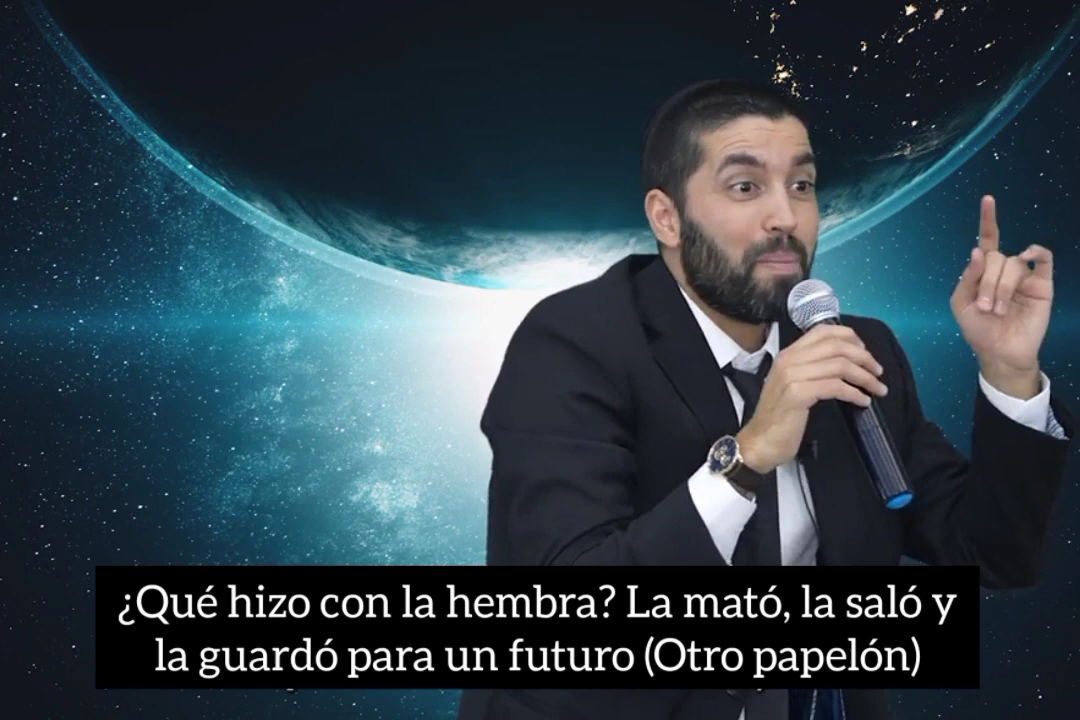 ¿Qué hizo con la hembra? La mató, la saló y
la guardó para un futuro (Otro papelón)